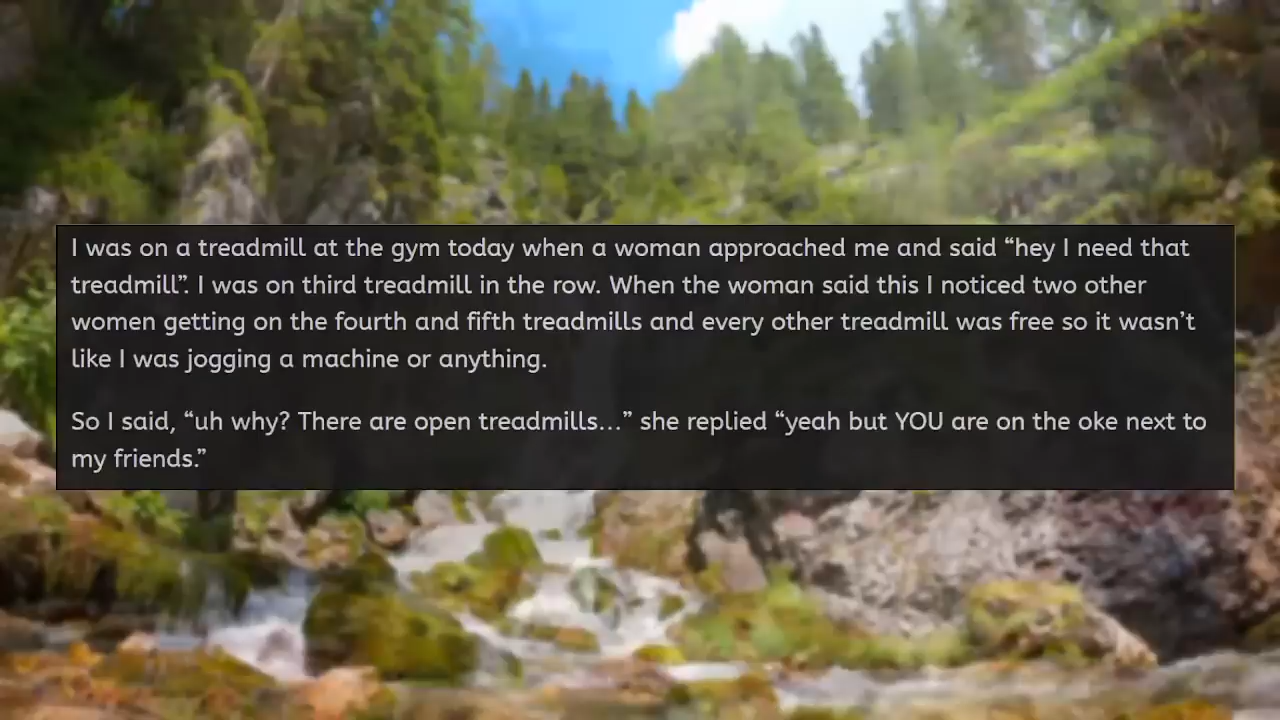 I was on a treadmill at the gym today when a woman approached me and said “hey I need that
treadmill”. I was on third treadmill in the row. When the woman said this I noticed two other
women getting on the fourth and fifth treadmills and every other treadmill was free so it wasn’t
like I was jogging a machine or anything.
So I said, “uh why? There are open treadmills...” she replied “yeah but YOU are on the oke next to
my friends.”